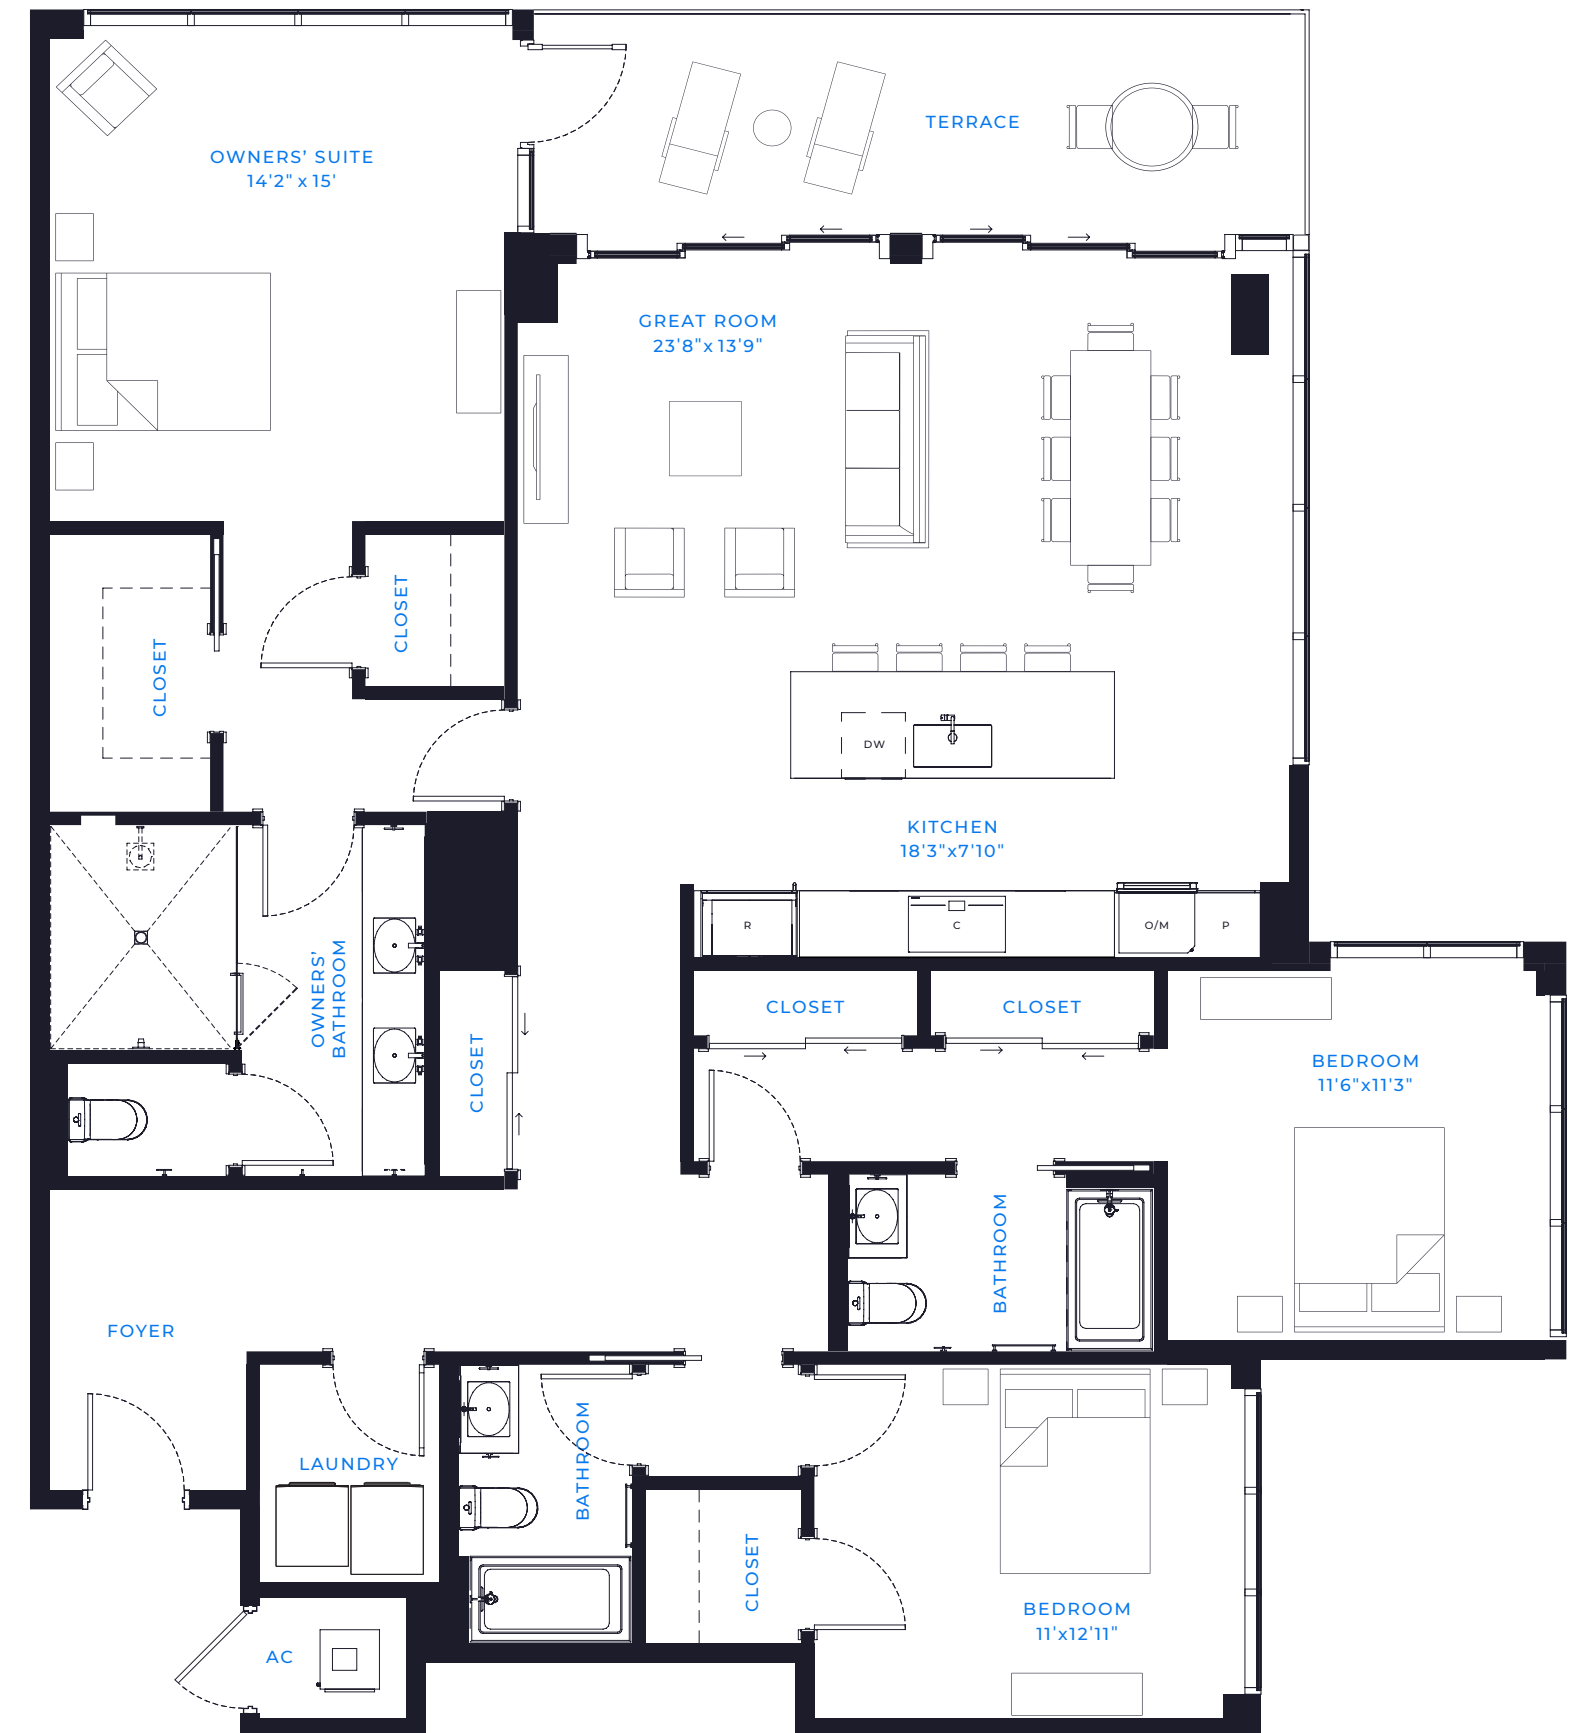 TERRACE
OWNERS' SUITE
14'2" x 15'
GREAT ROOM
23'8"x 13'9"
CLOSET
CLOSET
DW
KITCHEN
18'3"x7'10"
R
C
O/M
P
OWNERS'
BATHROOM
CLOSET
CLOSET
CLOSET
BEDROOM
11'6"x11'3"
BATHROOM
FOYER
LAUNDRY
BATHROOM
CLOSET
BEDROOM
11'x12'11"
AC